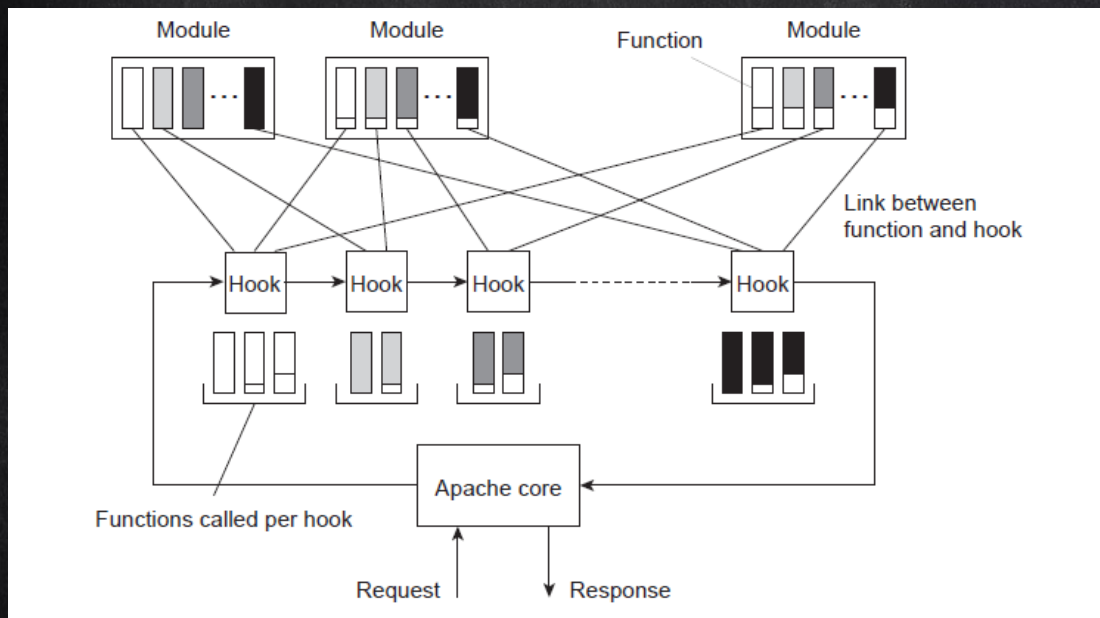 Module
Module
Function
Module
...
...
...
Link between
function and hook
Hook
Hook
Hook
Hook
Apache core
Functions called per hook
Request
Response